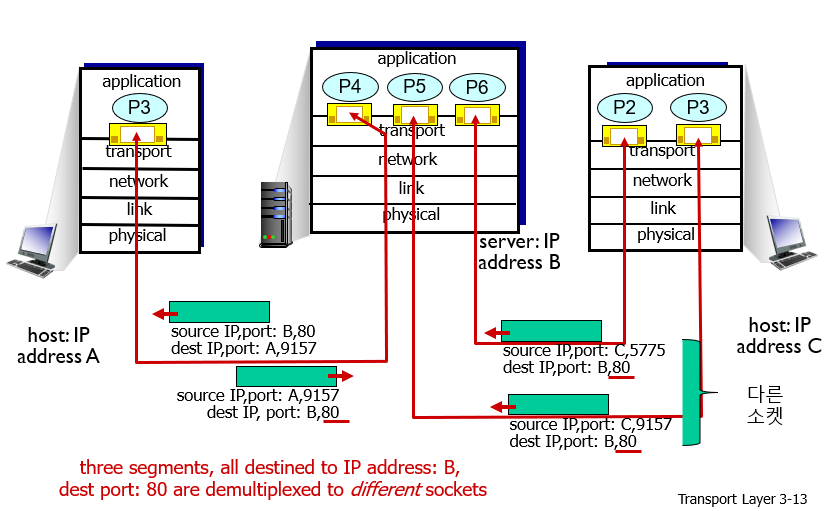 application
P3
transport
network
link
physical
application
P4
P5
P6
transport
network
link
physical
application
P2
P3
transport
network
link
physical
server: IP
address B
host: IP
address A
source IP,port: B,80
dest IP,port: A,9157
source IP,port: A,9157
dest IP, port: B,80
source IP,port: C,5775
dest IP,port: B,80
source IP,port: C,9157
dest IP,port: B,80
host: IP
address C
다른
소켓
three segments, all destined to IP address: B,
dest port: 80 are demultiplexed to different sockets
Transport Layer 3-13